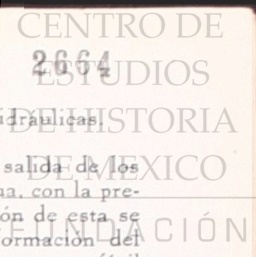 CENTRO DE
2664
ESTUDIOS
idraulicas.
DE HISTORIA
salida de los
DE MEXICO
ua, con la pre-
ón de esta se
FUNDACIÓN
ormación del